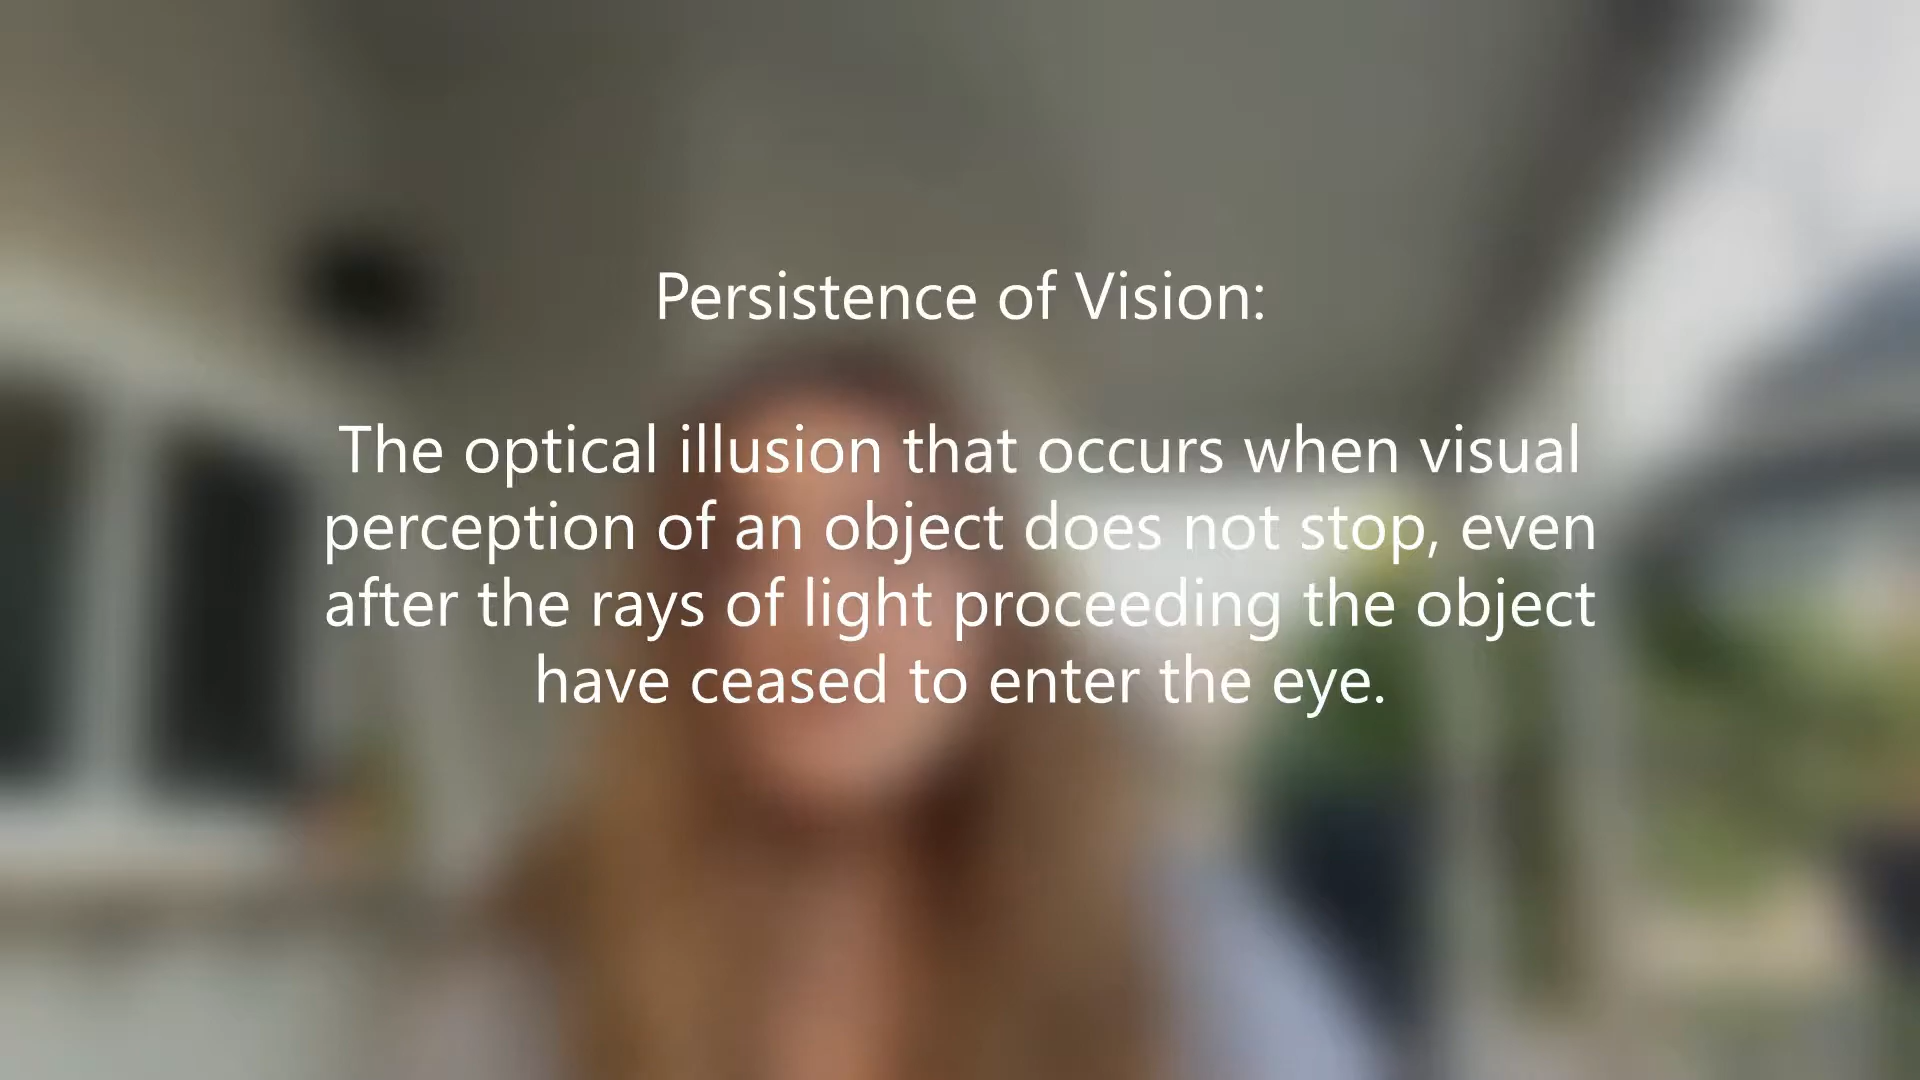 Persistence of Vision:
The optical illusion that occurs when visual
perception of an object does not stop, even
after the rays of light proceeding the object
have ceased to enter the eye.